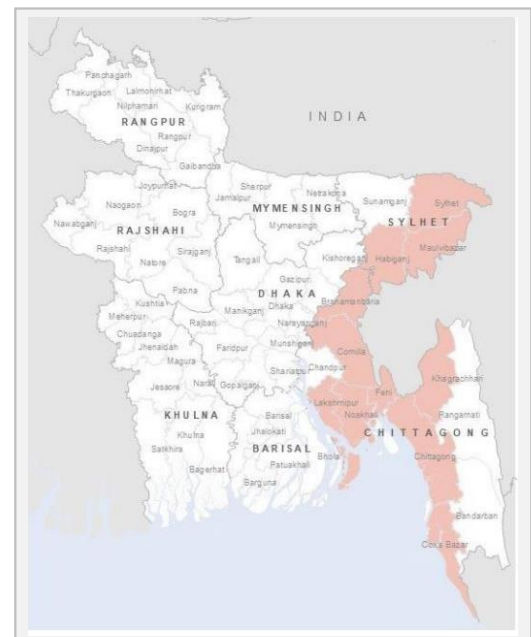 Panchagarh
Thakurgaon
Lalmonirhat
Nilphamari
Kurigram
RANGPUR
Rangpur
Dinajpur
Gaibandha
INDIA
Joypurhat
Naogaon
Bogra
Nawabganj
RAJSHAHI
Rajshahi
Sirajganj
Natore
Pabna
Sherpur
Jamalpur
Netrakona
MYMENSINGH
Mymensingh
Sunamganj
Sylhet
SYLHET
Maulvibazar
Habiganj
Kishoreganj
Tangail
Gazipur
DHAKA
Dhaka
Manikganj
Narayanganj
Brahamanbaria
Kushtia
Meherpur
Rajbari
Chuadanga
Jhenaidah
Faridpur
Munshiganj
Magura
Shariatpur
Chandpur
Comilla
Jessore
Narail
Gopalganj
Lakshmipur
Feni
Noakhali
Khagrachhari
Rangamati
KHULNA
Khulna
Satkhira
Bagerhat
Barisal
Jhalokati
BARISAL
Bhola
Patuakhali
Barguna
CHITTAGONG
Chittagong
Bandarban
Cox's Bazar